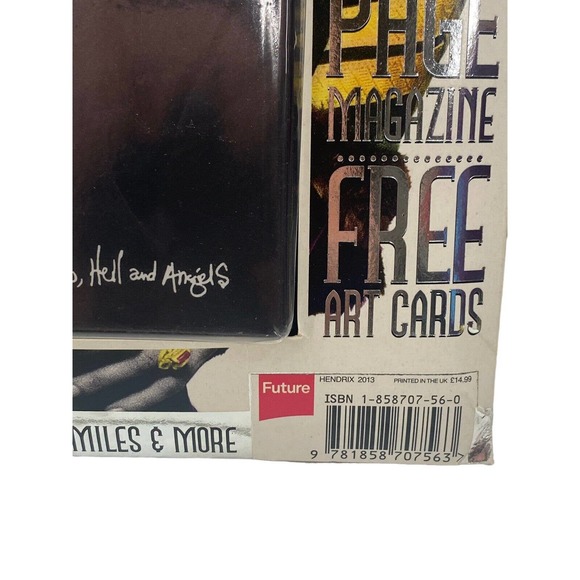 PAGE
MAGAZINE
FREE
ART CARDS
, Hell and Angels
MILES & MORE
Future
HENDRIX 2013 PRINTED IN THE UK £14.99
ISBN 1-858707-56-0
9 781858 707563